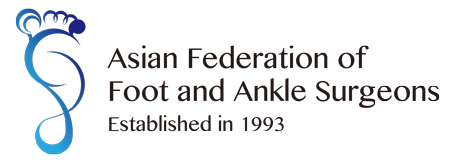 Asian Federation of
Foot and Ankle Surgeons
Established in 1993